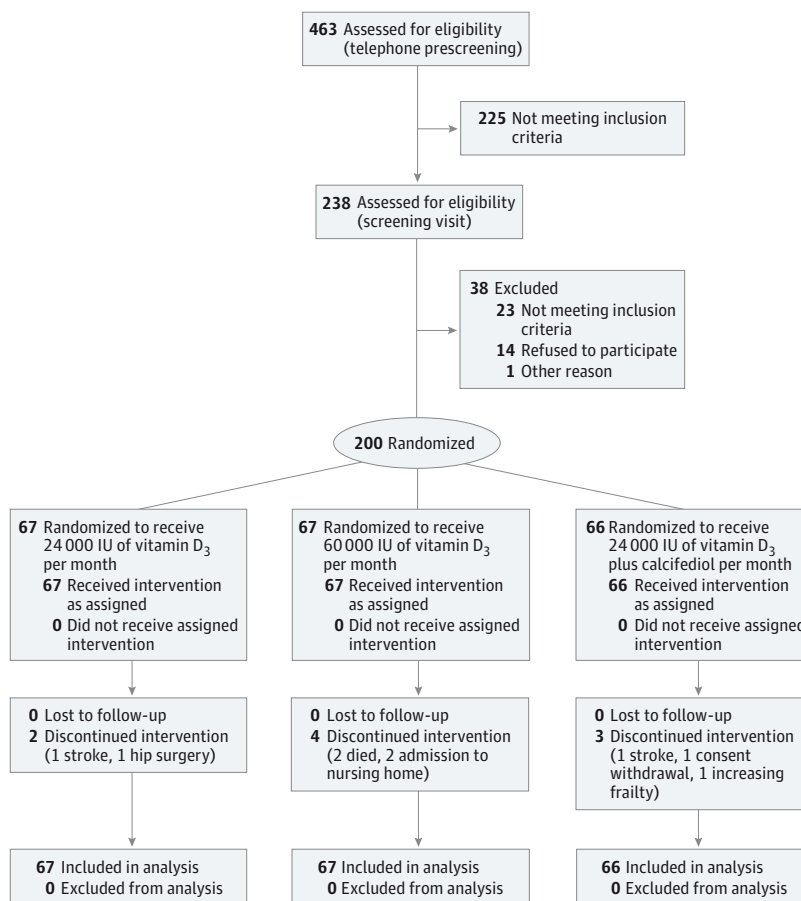 463 Assessed for eligibility
(telephone prescreening)
225 Not meeting inclusion
criteria
238 Assessed for eligibility
(screening visit)
38 Excluded
23 Not meeting inclusion
criteria
14 Refused to participate
1 Other reason
200 Randomized
67 Randomized to receive
24 000 IU of vitamin D3
per month
67 Received intervention
as assigned
0 Did not receive assigned
intervention
67 Randomized to receive
60 000 IU of vitamin D3
per month
67 Received intervention
as assigned
0 Did not receive assigned
intervention
66 Randomized to receive
24 000 IU of vitamin D3
plus calcifediol per month
66 Received intervention
as assigned
0 Did not receive assigned
intervention
0 Lost to follow-up
2 Discontinued intervention
(1 stroke, 1 hip surgery)
0 Lost to follow-up
4 Discontinued intervention
(2 died, 2 admission to
nursing home)
0 Lost to follow-up
3 Discontinued intervention
(1 stroke, 1 consent
withdrawal, 1 increasing
frailty)
67 Included in analysis
0 Excluded from analysis
67 Included in analysis
0 Excluded from analysis
66 Included in analysis
0 Excluded from analysis